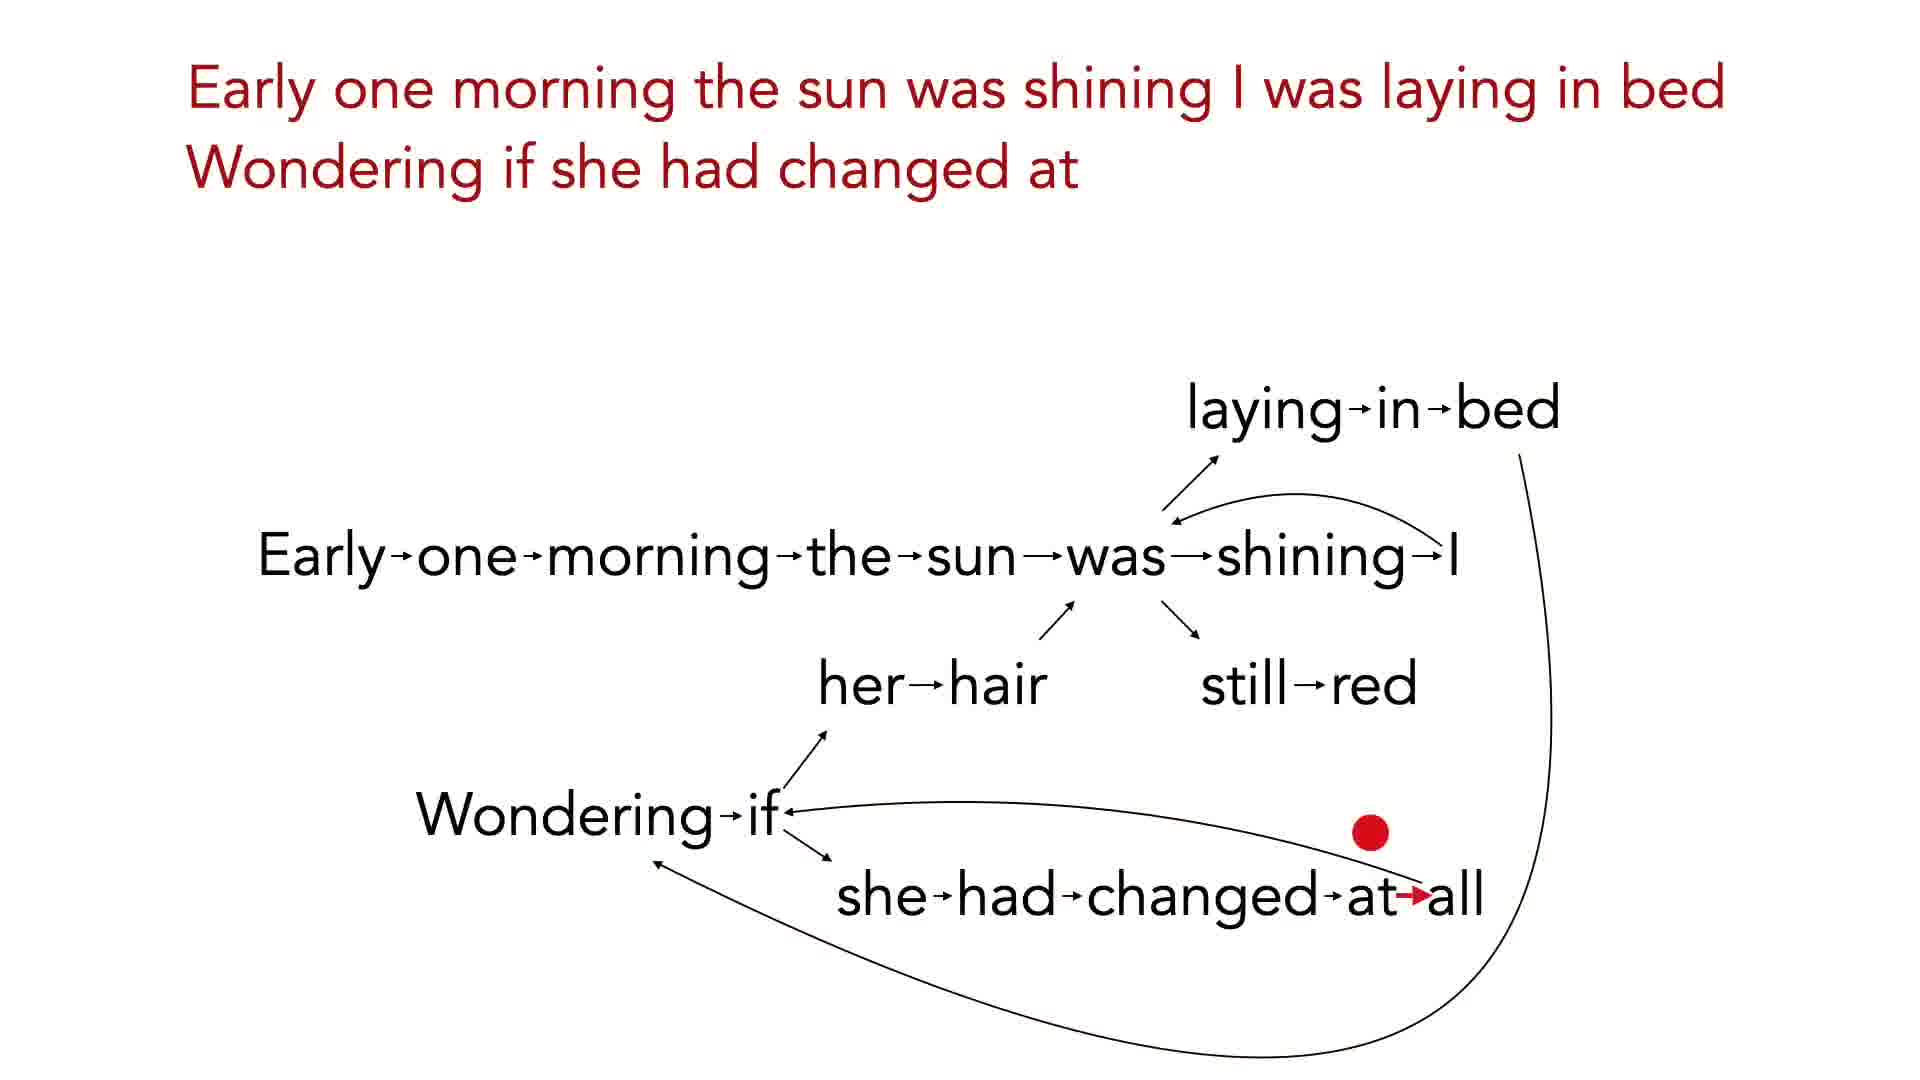 Early one morning the sun was shining I was laying in bed
Wondering if she had changed at
laying in bed
Early one morning the sun was shining I
her hair still red
Wondering if
she had changed at all